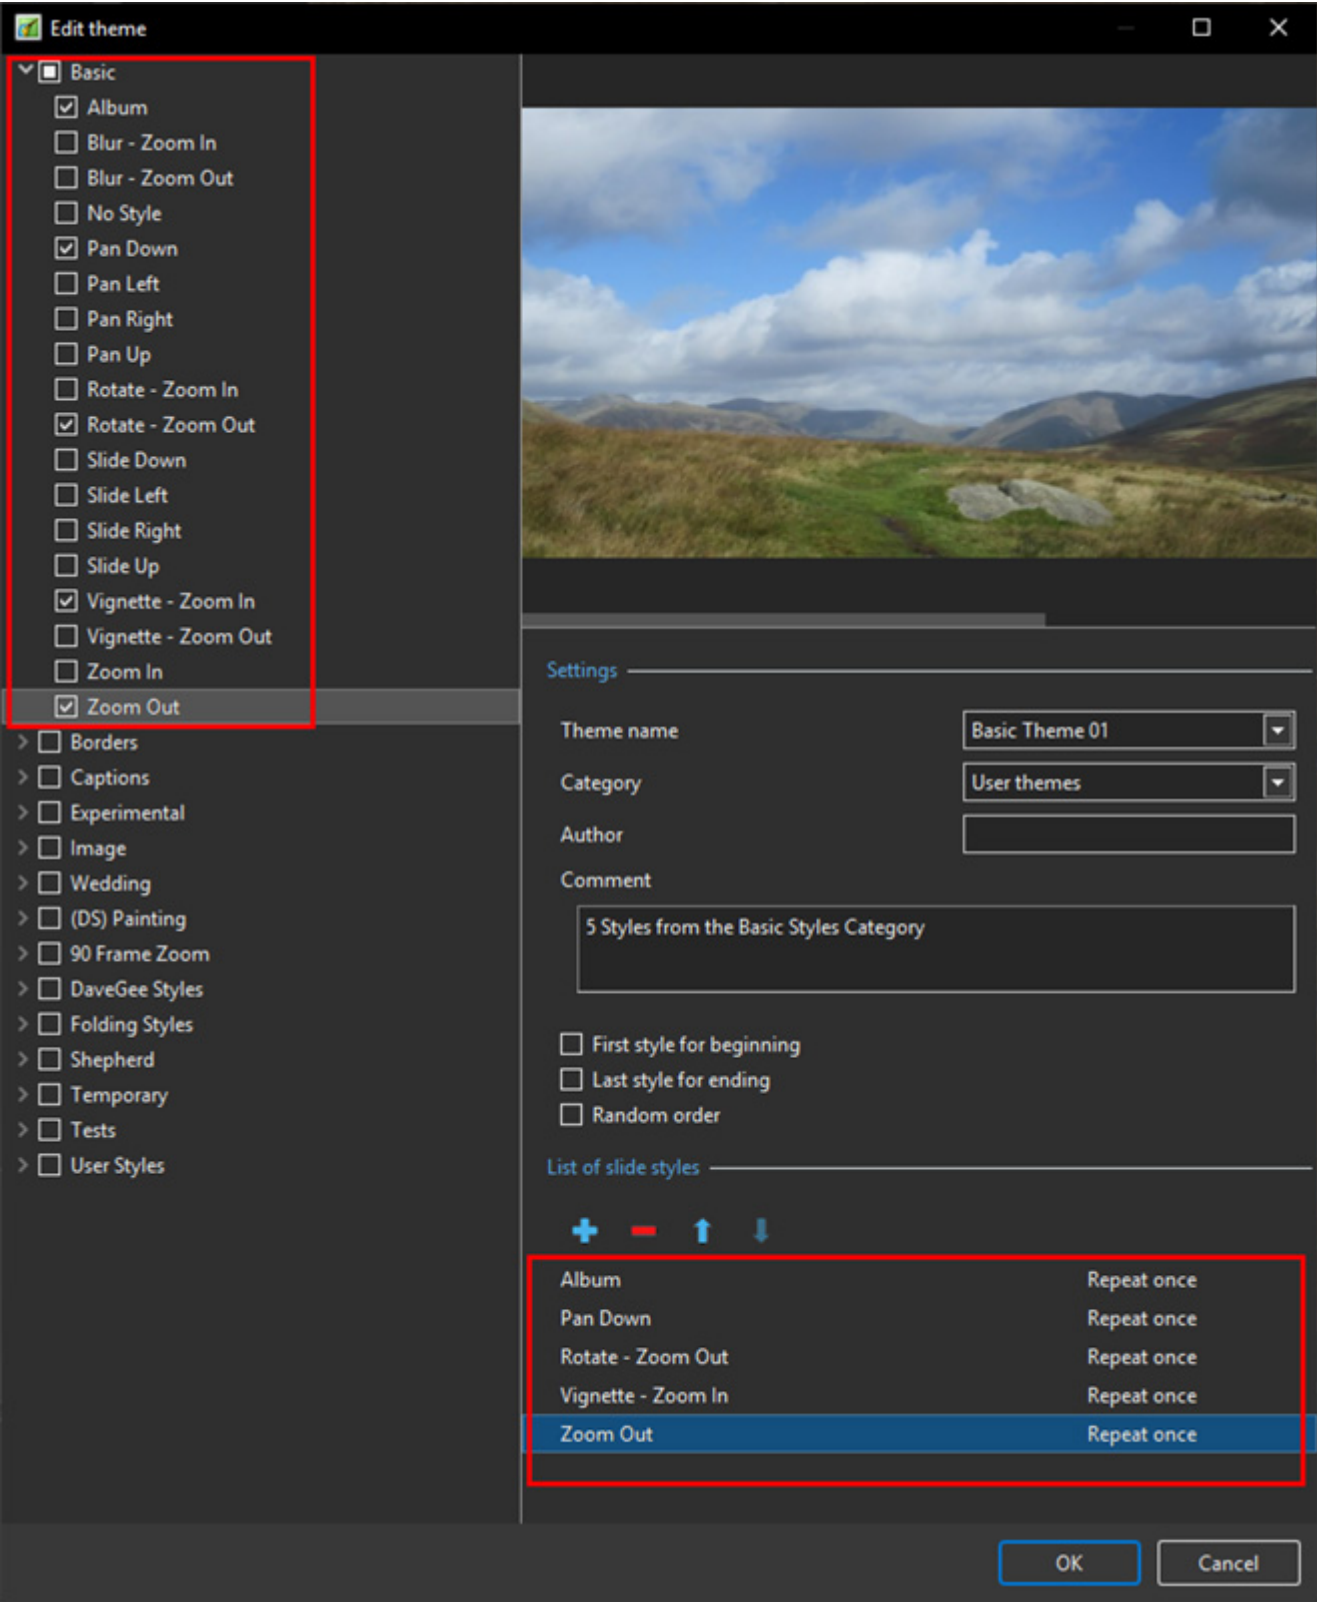 Edit theme
Basic
Album
Blur - Zoom In
Blur - Zoom Out
No Style
Pan Down
Pan Left
Pan Right
Pan Up
Rotate - Zoom In
Rotate - Zoom Out
Slide Down
Slide Left
Slide Right
Slide Up
Vignette - Zoom In
Vignette - Zoom Out
Zoom In
Zoom Out
Borders
Captions
Experimental
Image
Wedding
(DS) Painting
90 Frame Zoom
DaveGee Styles
Folding Styles
Shepherd
Temporary
Tests
User Styles
Settings
Theme name Basic Theme 01
Category User themes
Author
Comment
5 Styles from the Basic Styles Category
First style for beginning
Last style for ending
Random order
List of slide styles
Album Repeat once
Pan Down Repeat once
Rotate - Zoom Out Repeat once
Vignette - Zoom In Repeat once
Zoom Out Repeat once
OK Cancel